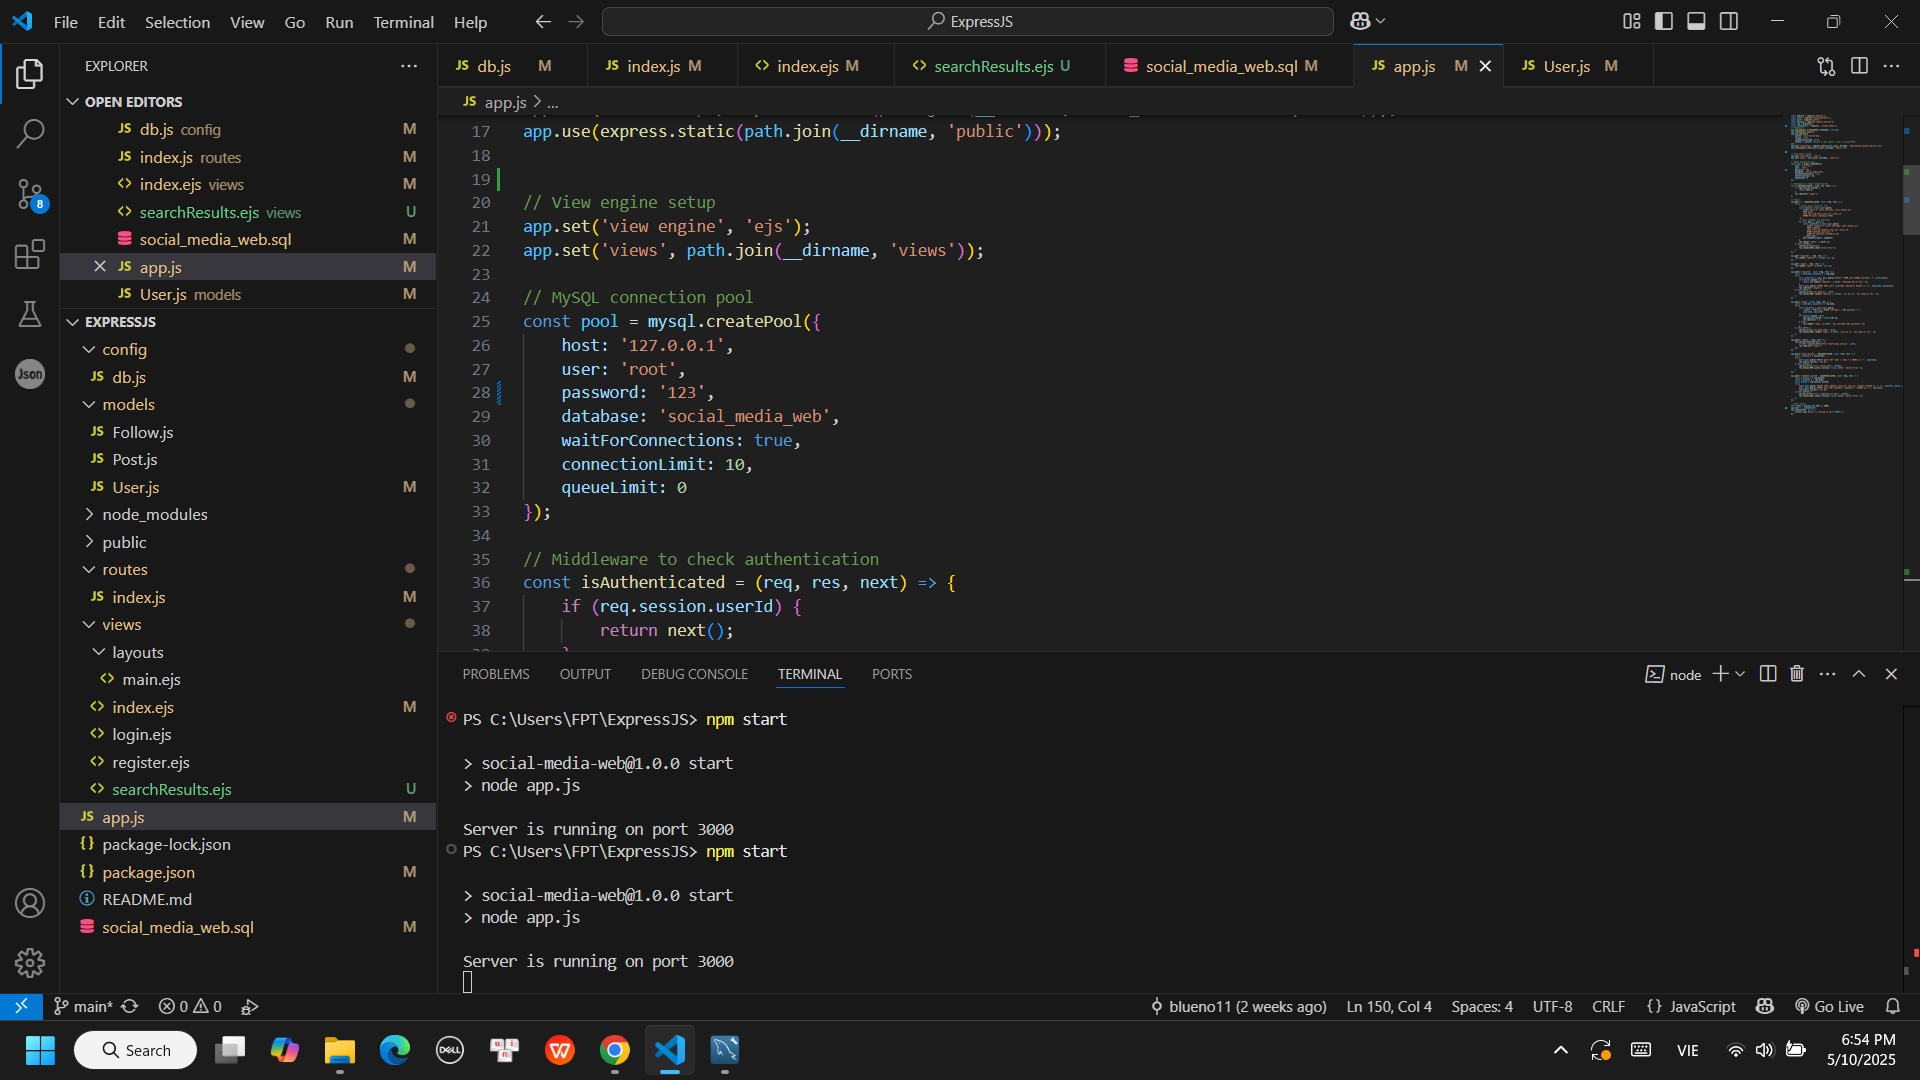 File Edit Selection View Go Run Terminal Help
ExpressJS
EXPLORER
OPEN EDITORS
JS db.js config M
JS index.js routes M
<> index.ejs views M
<> searchResults.ejs views U
social_media_web.sql M
JS app.js M
JS User.js models M
EXPRESSJS
config
JS db.js M
models
JS Follow.js
JS Post.js
JS User.js M
node_modules
public
routes
JS index.js M
views
layouts
<> main.ejs
<> index.ejs M
<> login.ejs
<> register.ejs
<> searchResults.ejs U
JS app.js M
{} package-lock.json
{} package.json M
README.md
social_media_web.sql M
8
Json
JS db.js M JS index.js M <> index.ejs M <> searchResults.ejs U social_media_web.sql M JS app.js M JS User.js M
JS app.js > ...
17 app.use(express.static(path.join(__dirname, 'public')));
18
19
20 // View engine setup
21 app.set('view engine', 'ejs');
22 app.set('views', path.join(__dirname, 'views'));
23
24 // MySQL connection pool
25 const pool = mysql.createPool({
26 host: '127.0.0.1',
27 user: 'root',
28 password: '123',
29 database: 'social_media_web',
30 waitForConnections: true,
31 connectionLimit: 10,
32 queueLimit: 0
33 });
34
35 // Middleware to check authentication
36 const isAuthenticated = (req, res, next) => {
37 if (req.session.userId) {
38 return next();
PROBLEMS OUTPUT DEBUG CONSOLE TERMINAL PORTS
node
PS C:\Users\FPT\ExpressJS> npm start
> social-media-web@1.0.0 start
> node app.js
Server is running on port 3000
PS C:\Users\FPT\ExpressJS> npm start
> social-media-web@1.0.0 start
> node app.js
Server is running on port 3000
main* 0 0 blueno11 (2 weeks ago) Ln 150, Col 4 Spaces: 4 UTF-8 CRLF {} JavaScript Go Live
Search
DELL
VIE
6:54 PM
5/10/2025